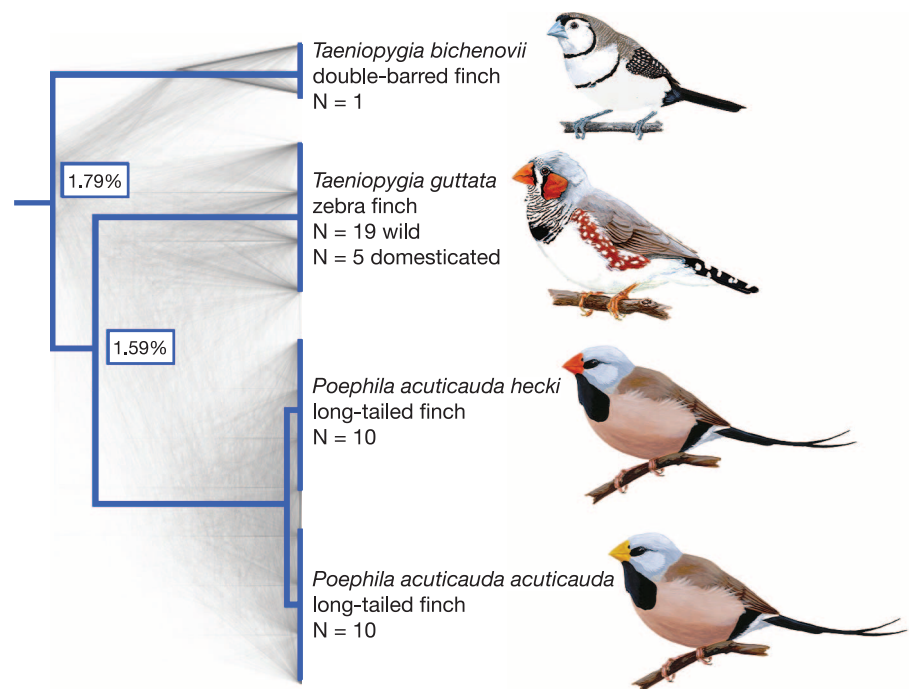 Taeniopygia bichenovii
double-barred finch
N = 1
1.79%
Taeniopygia guttata
zebra finch
N = 19 wild
N = 5 domesticated
1.59%
Poephila acuticauda hecki
long-tailed finch
N = 10
Poephila acuticauda acuticauda
long-tailed finch
N = 10